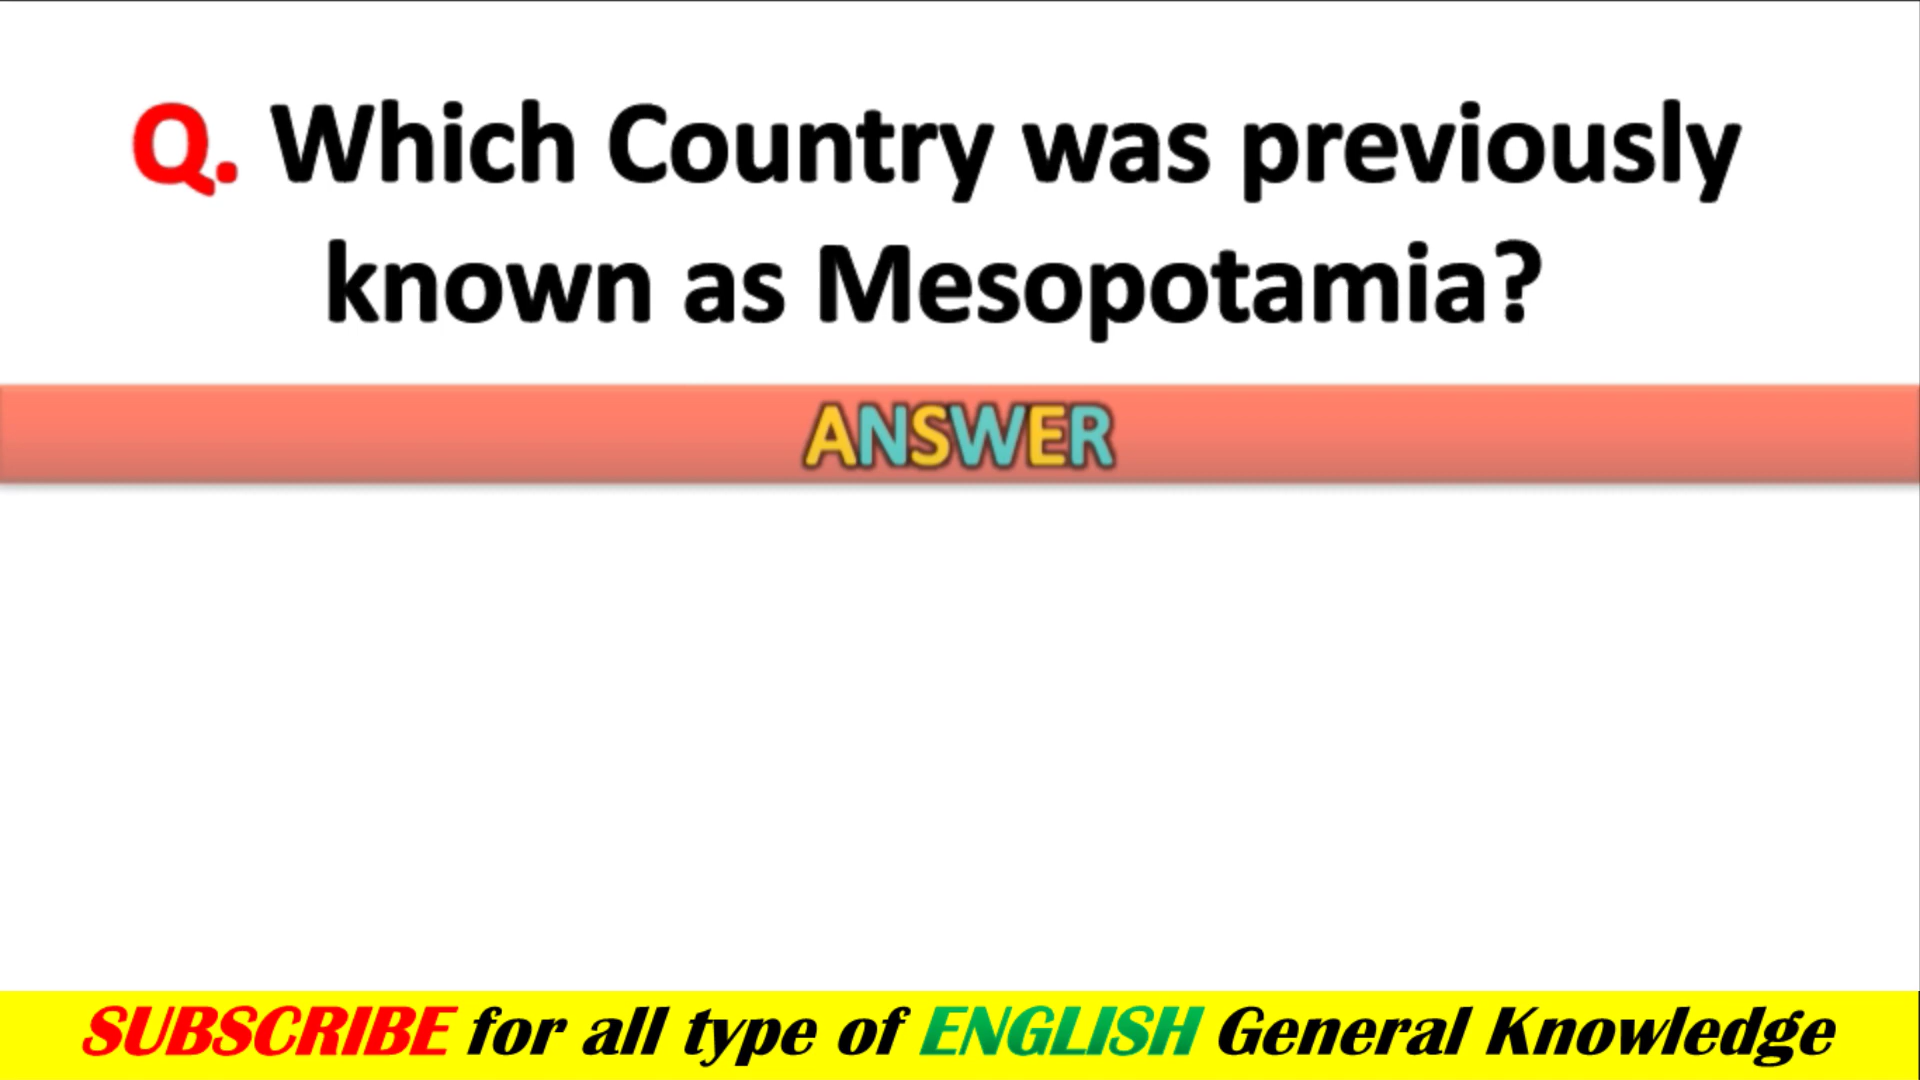 Q. Which Country was previously
known as Mesopotamia?
ANSWER
SUBSCRIBE for all type of ENGLISH General Knowledge